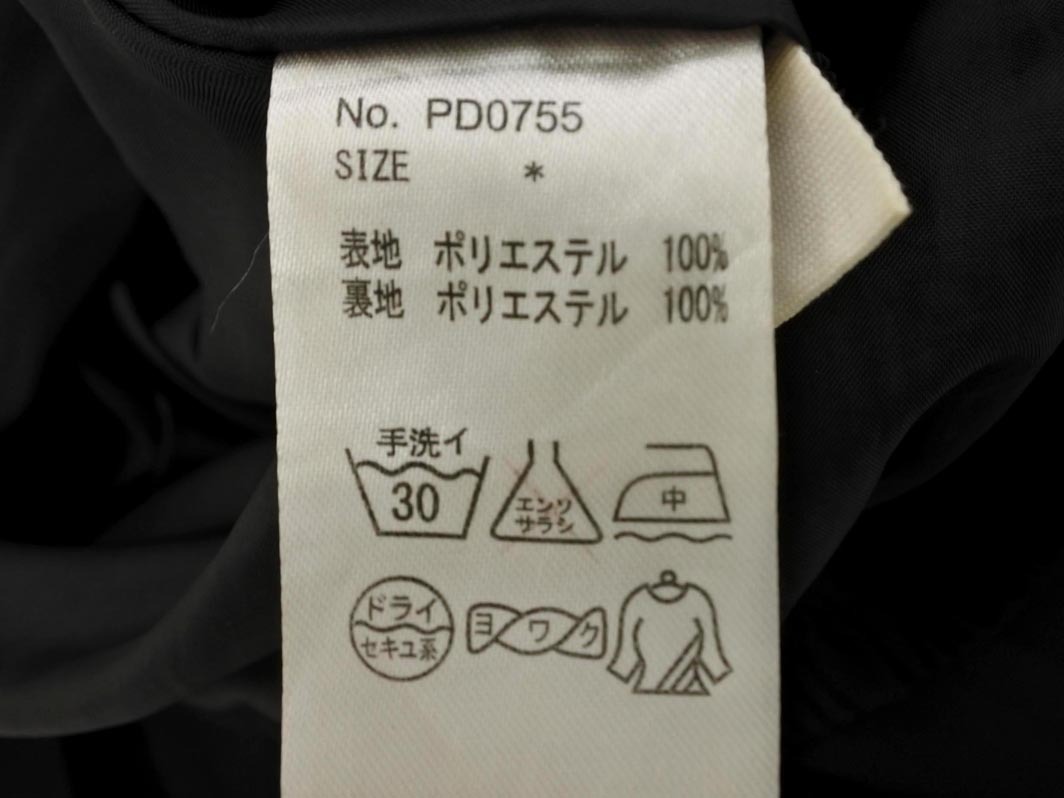 No. PD0755
SIZE *
表地 ポリエステル 100%
裏地 ポリエステル 100%
手洗イ
30
エンソ
サラシ
中
ドライ
セキユ系
ヨワク